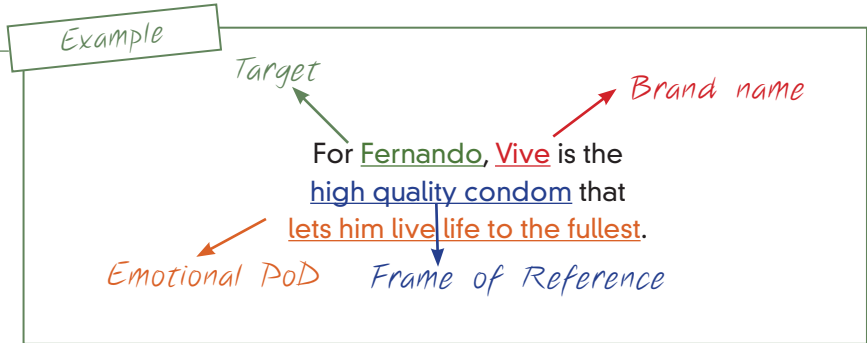 Example
Target
Brand name
For Fernando, Vive is the
high quality condom that
lets him live life to the fullest.
Emotional PoD
Frame of Reference